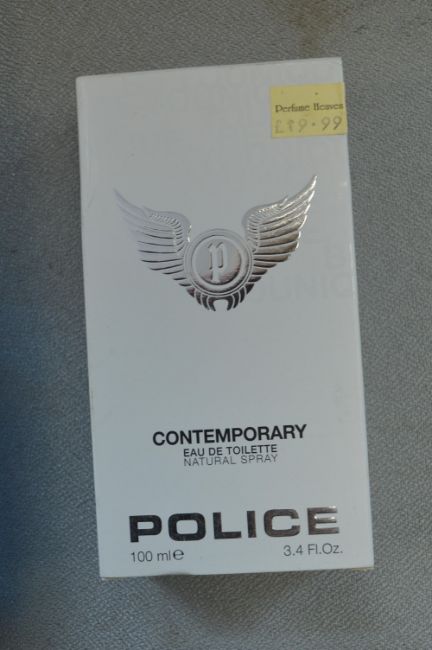 Perfume Heaven
£19.99
P
CONTEMPORARY
EAU DE TOILETTE
NATURAL SPRAY
POLICE
100 ml e 3.4 Fl.Oz.